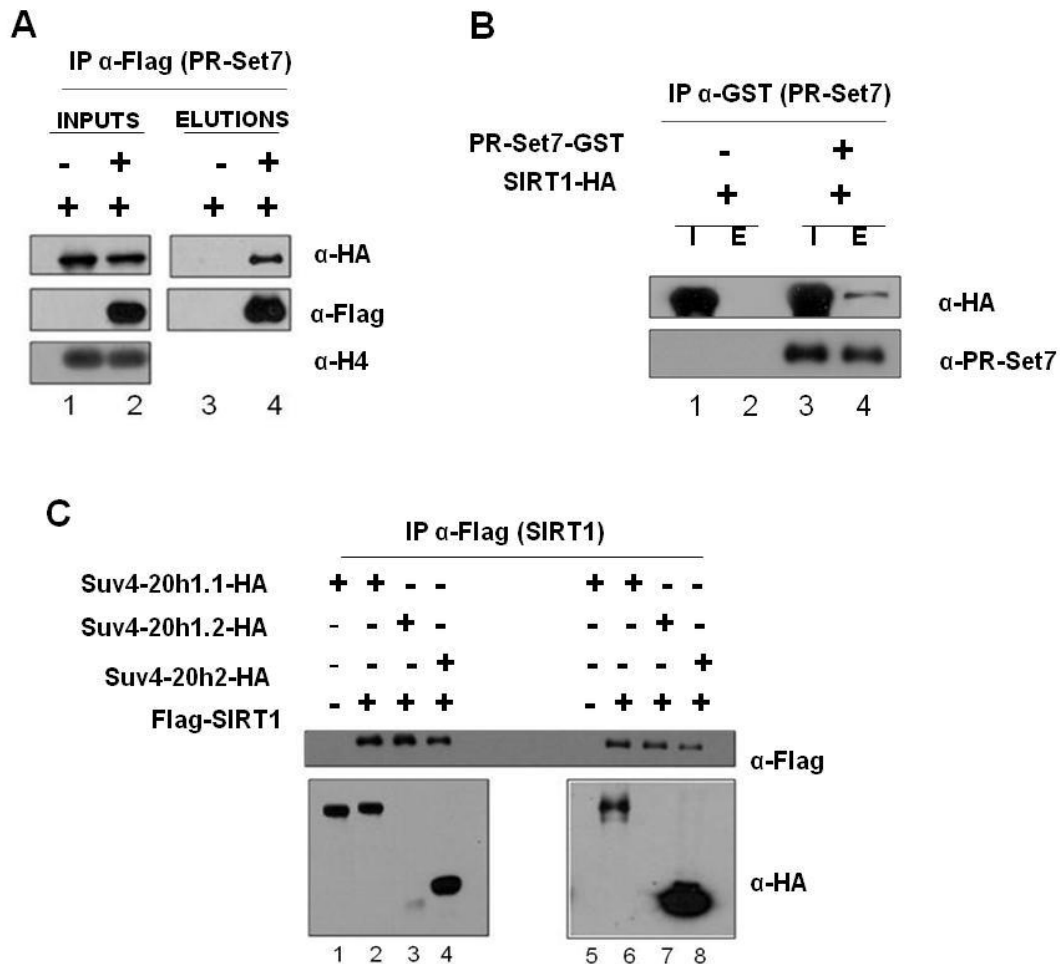 A
IP α-Flag (PR-Set7)
INPUTS ELUTIONS
- + - +
+ + + +
α-HA
α-Flag
α-H4
1 2 3 4
B
IP α-GST (PR-Set7)
PR-Set7-GST - +
SIRT1-HA + +
I E I E
α-HA
α-PR-Set7
1 2 3 4
C
IP α-Flag (SIRT1)
Suv4-20h1.1-HA + + - - + + - -
Suv4-20h1.2-HA - - + - - - + -
Suv4-20h2-HA - - - + - - - +
Flag-SIRT1 - + + + - + + +
α-Flag
α-HA
1 2 3 4 5 6 7 8